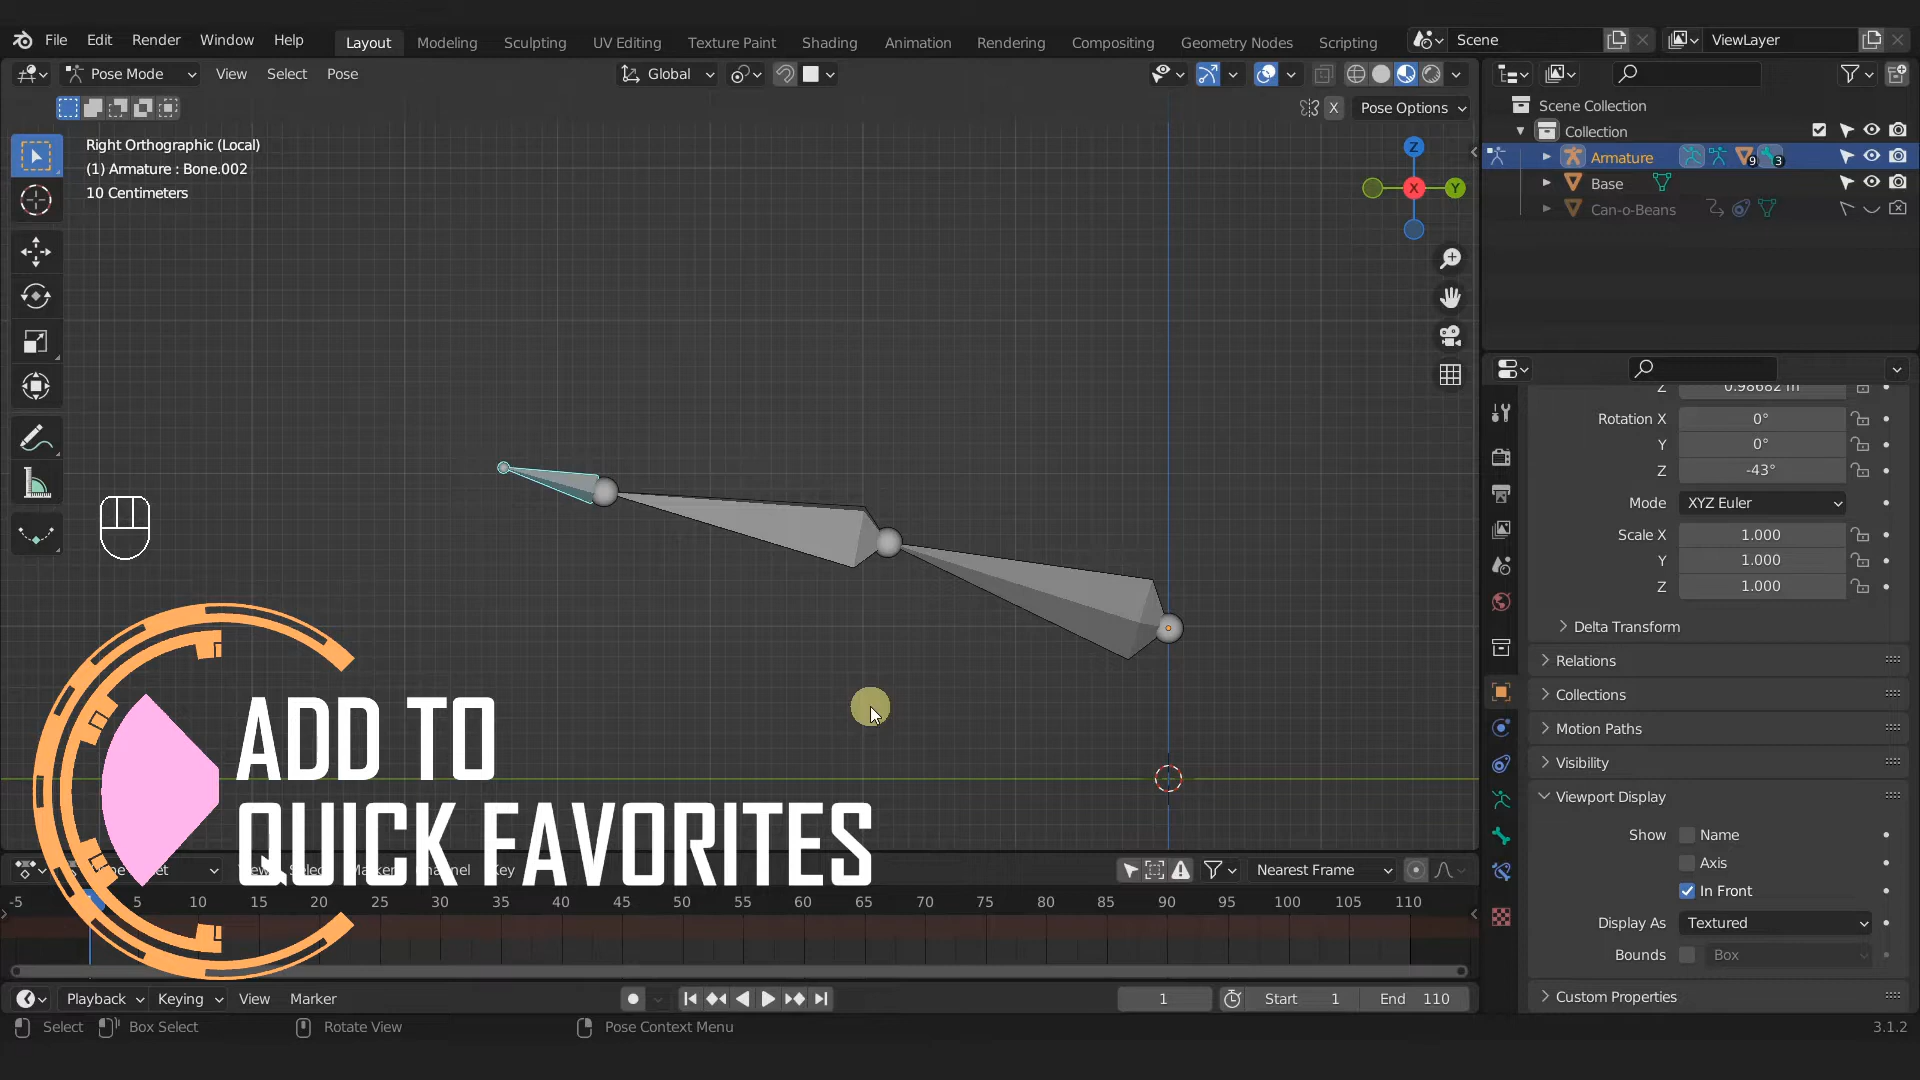 File Edit Render Window Help Layout Modeling Sculpting UV Editing Texture Paint Shading Animation Rendering Compositing Geometry Nodes Scripting Scene ViewLayer
Pose Mode View Select Pose Global
X Pose Options
Right Orthographic (Local)
(1) Armature : Bone.002
10 Centimeters
Z
X
Y
Scene Collection
Collection
Armature 9 3
Base
Can-o-Beans
Z 0.98682 m
Rotation X 0°
Y 0°
Z -43°
Mode XYZ Euler
Scale X 1.000
Y 1.000
Z 1.000
Delta Transform
Relations
Collections
Motion Paths
Visibility
Viewport Display
Show Name
Axis
In Front
Display As Textured
Bounds Box
Custom Properties
ADD TO
QUICK FAVORITES
Nearest Frame
-5 5 10 15 20 25 30 35 40 45 50 55 60 65 70 75 80 85 90 95 100 105 110
Playback Keying View Marker 1 Start 1 End 110
Select Box Select Rotate View Pose Context Menu 3.1.2